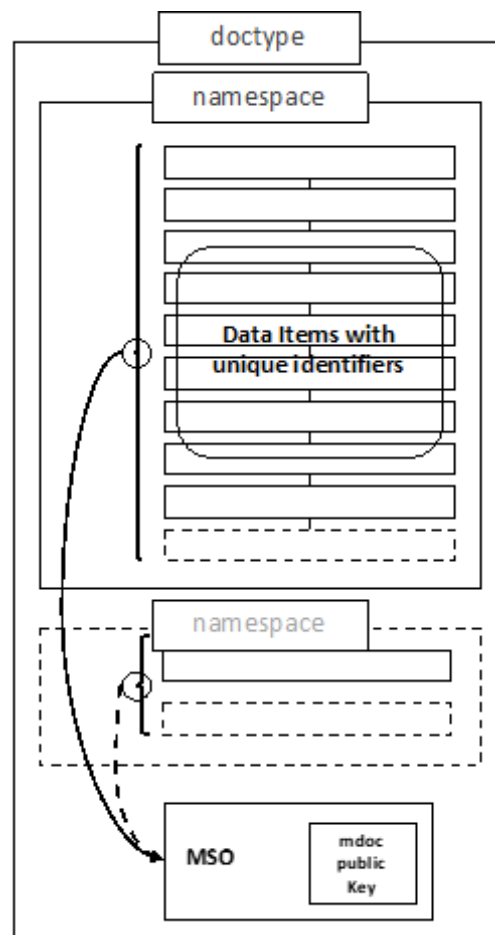 doctype
namespace
Data Items with
unique identifiers
namespace
MSO
mdoc
public
Key